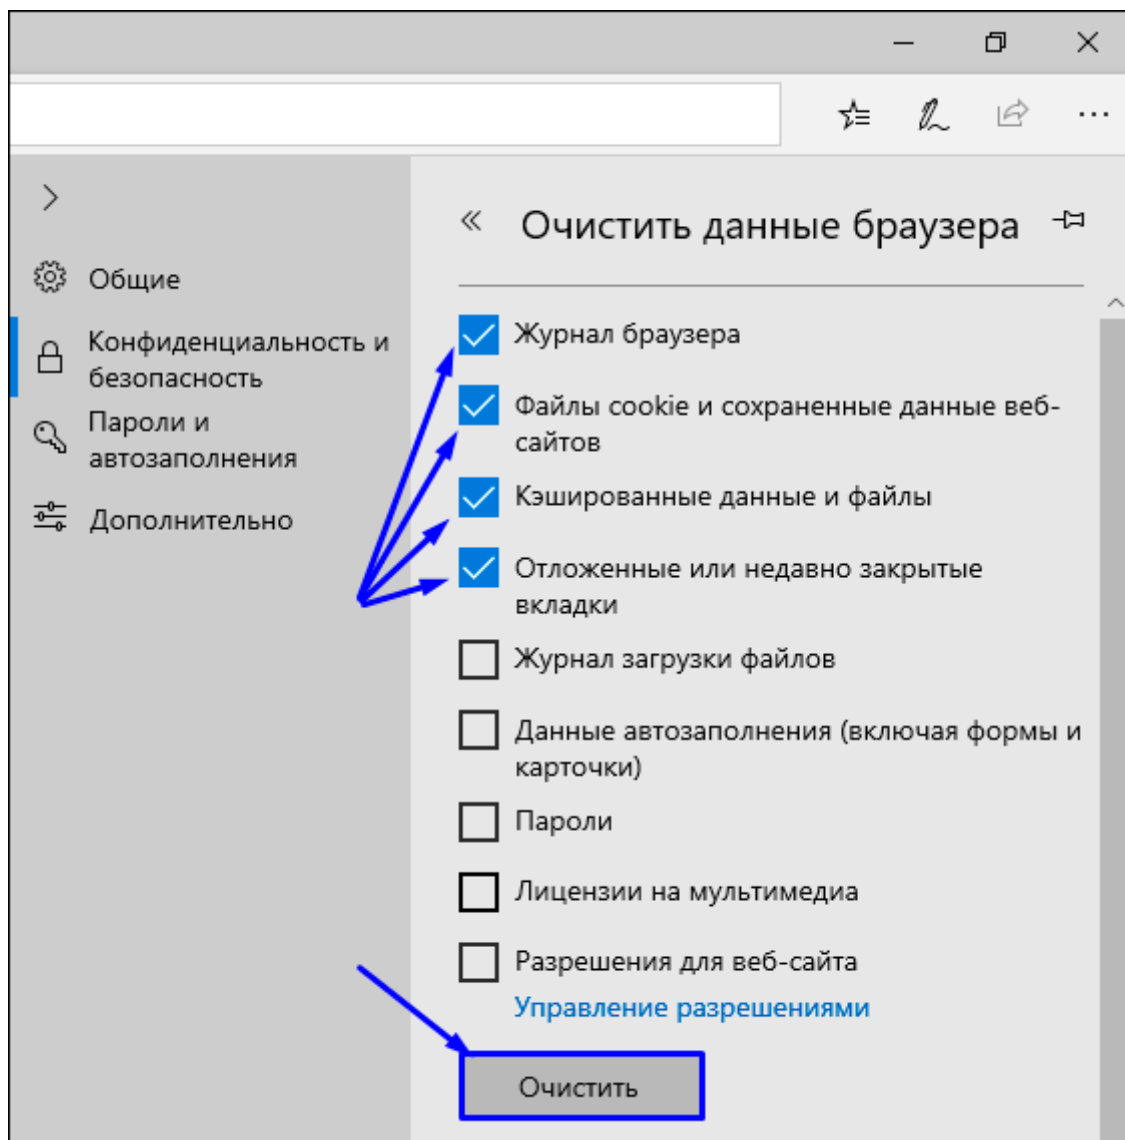 Общие
Конфиденциальность и
безопасность
Пароли и
автозаполнения
Дополнительно
Очистить данные браузера
Журнал браузера
Файлы cookie и сохраненные данные веб-
сайтов
Кэшированные данные и файлы
Отложенные или недавно закрытые
вкладки
Журнал загрузки файлов
Данные автозаполнения (включая формы и
карточки)
Пароли
Лицензии на мультимедиа
Разрешения для веб-сайта
Управление разрешениями
Очистить